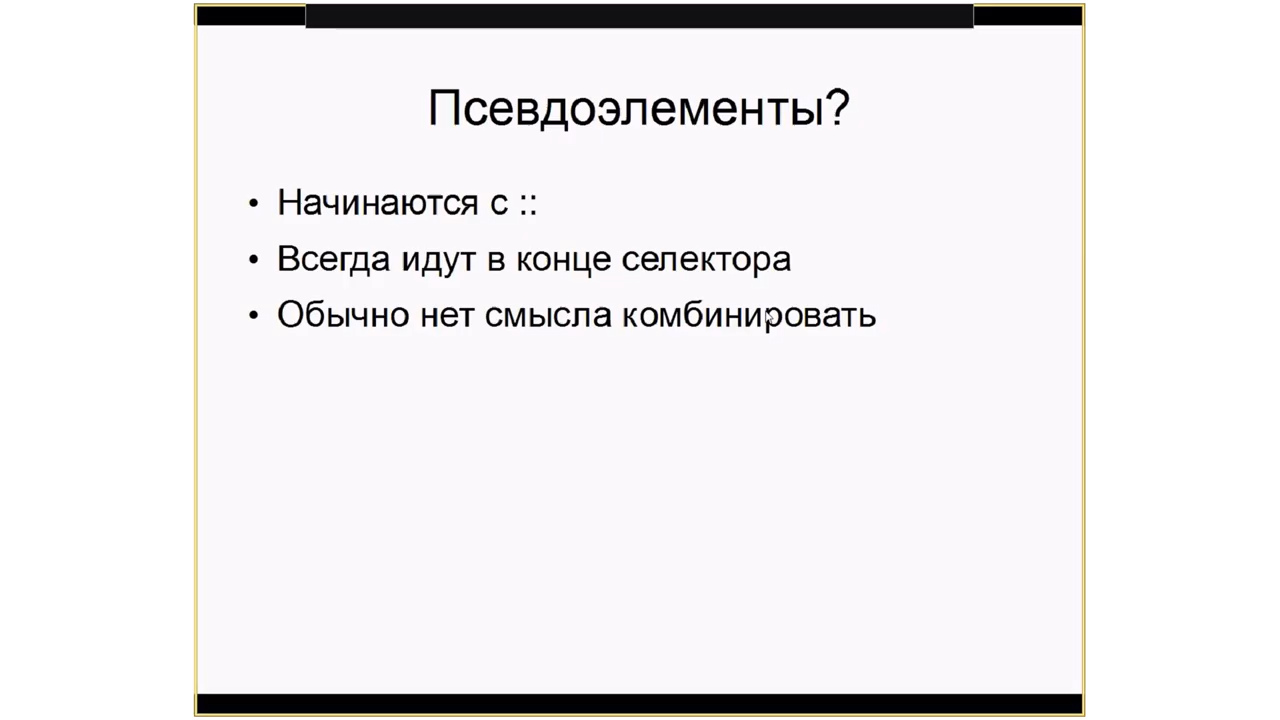 Псевдоэлементы?
• Начинаются с ::
• Всегда идут в конце селектора
• Обычно нет смысла комбинировать